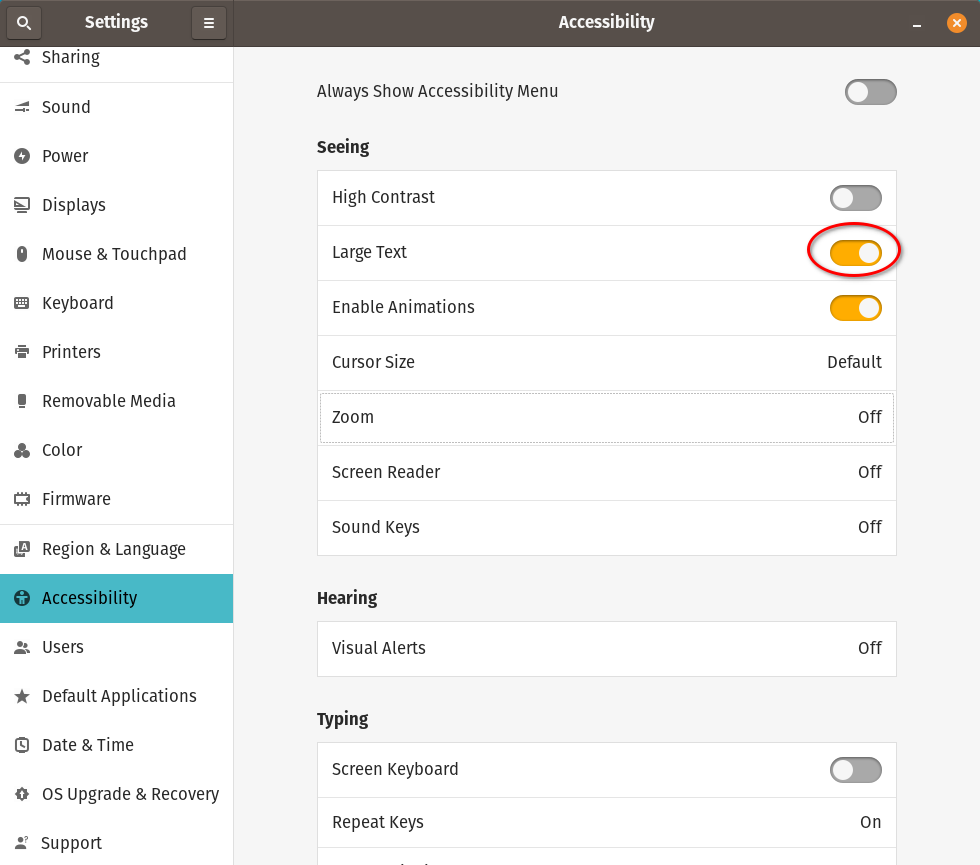 Settings
Accessibility
Sharing
Sound
Power
Displays
Mouse & Touchpad
Keyboard
Printers
Removable Media
Color
Firmware
Region & Language
Accessibility
Users
Default Applications
Date & Time
OS Upgrade & Recovery
Support
Always Show Accessibility Menu
Seeing
High Contrast
Large Text
Enable Animations
Cursor Size Default
Zoom Off
Screen Reader Off
Sound Keys Off
Hearing
Visual Alerts Off
Typing
Screen Keyboard
Repeat Keys On